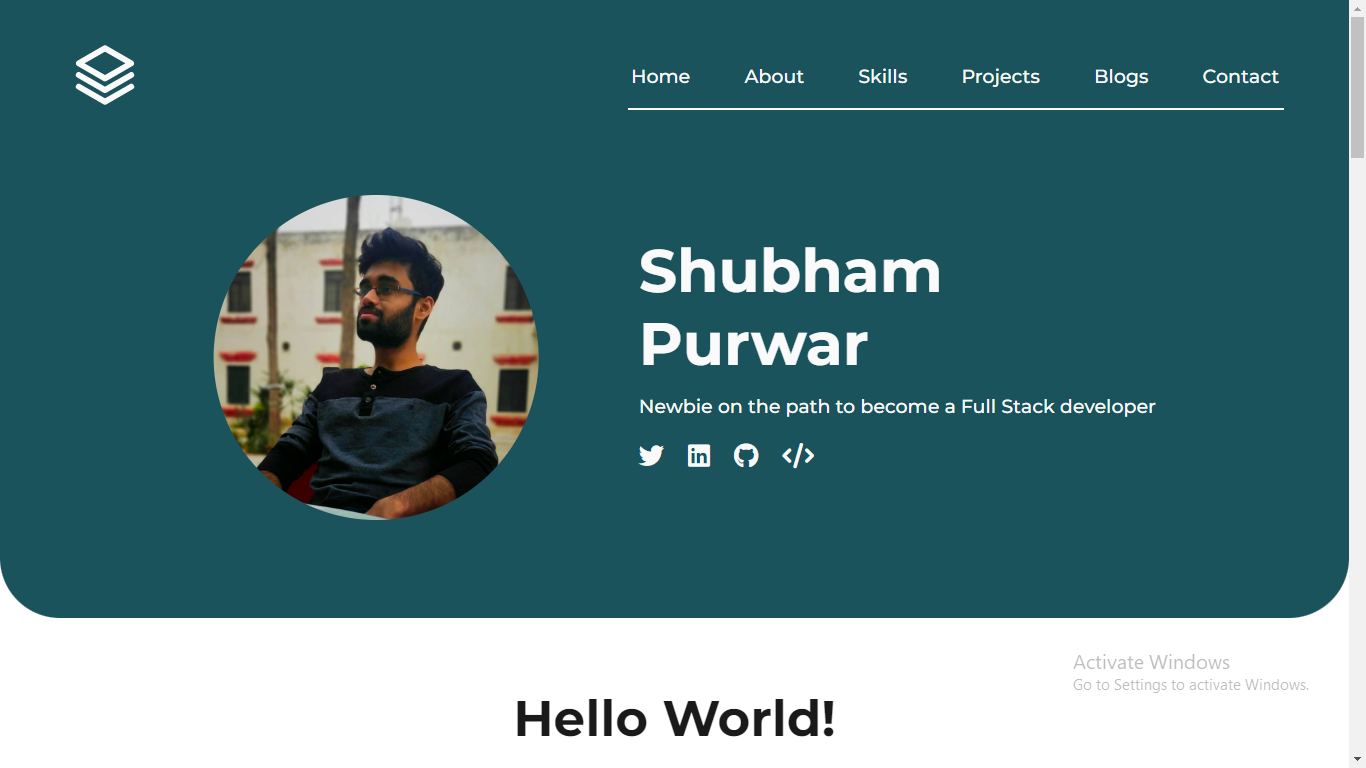 Home About Skills Projects Blogs Contact
Shubham
Purwar
Newbie on the path to become a Full Stack developer
Activate Windows
Go to Settings to activate Windows.
Hello World!